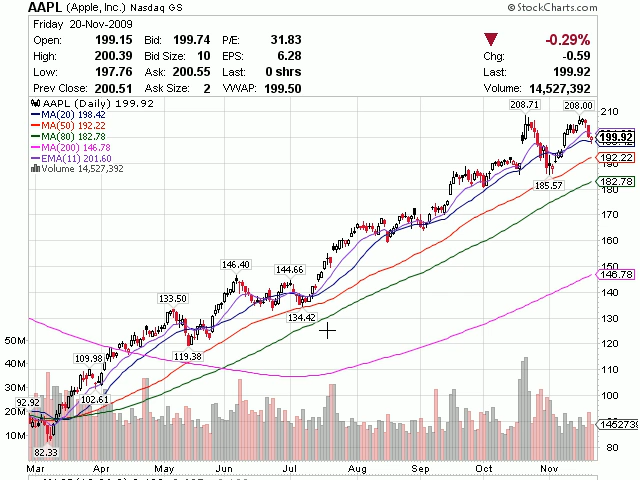 AAPL (Apple, Inc.) Nasdaq GS © StockCharts.com
Friday 20-Nov-2009 -0.29%
Open: 199.15 Bid: 199.74 P/E: 31.83 Chg: -0.59
High: 200.39 Bid Size: 10 EPS: 6.28 Last: 199.92
Low: 197.76 Ask: 200.55 Last: 0 shrs Volume: 14,527,392
Prev Close: 200.51 Ask Size: 2 VWAP: 199.50
AAPL (Daily) 199.92
MA(20) 198.42
MA(50) 192.22
MA(80) 182.78
MA(200) 146.78
EMA(11) 201.60
Volume 14,527,392
208.71 208.00
210
199.92
192.22
185.57
182.78
170
160
150
146.40 144.66
146.78
133.50
134.42
130
119.38
120
109.98
110
102.61
100
92.92
90
82.33
80
50M
40M
30M
20M
10M
1452739
Mar Apr May Jun Jul Aug Sep Oct Nov